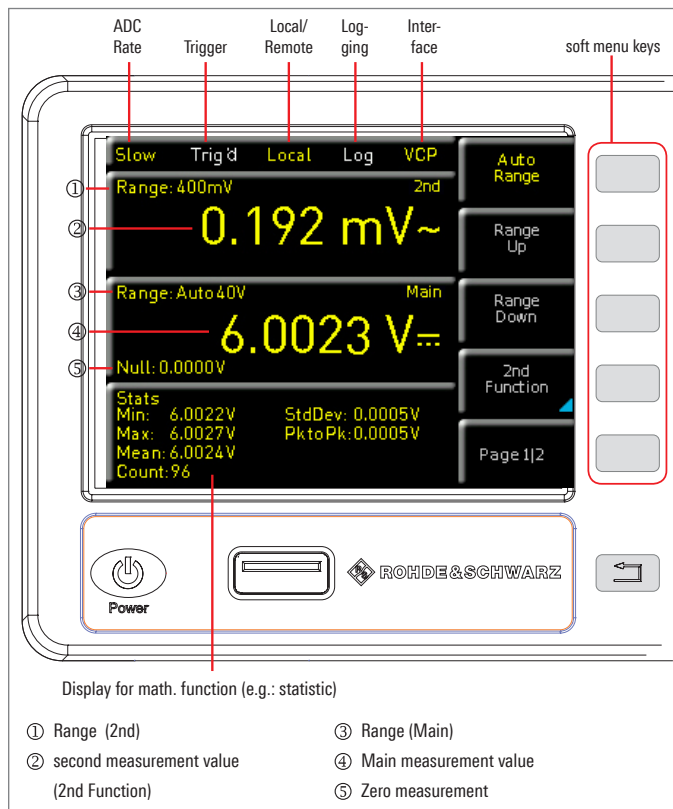 ADC
Rate
Trigger
Local/
Remote
Log-
ging
Inter-
face
soft menu keys
Slow Trig'd Local Log VCP
Auto
Range
① Range: 400mV 2nd
② 0.192 mV~
Range
Up
③ Range: Auto 40V Main
Range
Down
④ 6.0023 V⎓
⑤ Null: 0.0000V
2nd
Function
Stats
Min: 6.0022V StdDev: 0.0005V
Max: 6.0027V PktoPk: 0.0005V
Mean: 6.0024V
Count: 96
Page 1|2
ROHDE & SCHWARZ
Power
Display for math. function (e.g.: statistic)
① Range (2nd)
② second measurement value
(2nd Function)
③ Range (Main)
④ Main measurement value
⑤ Zero measurement